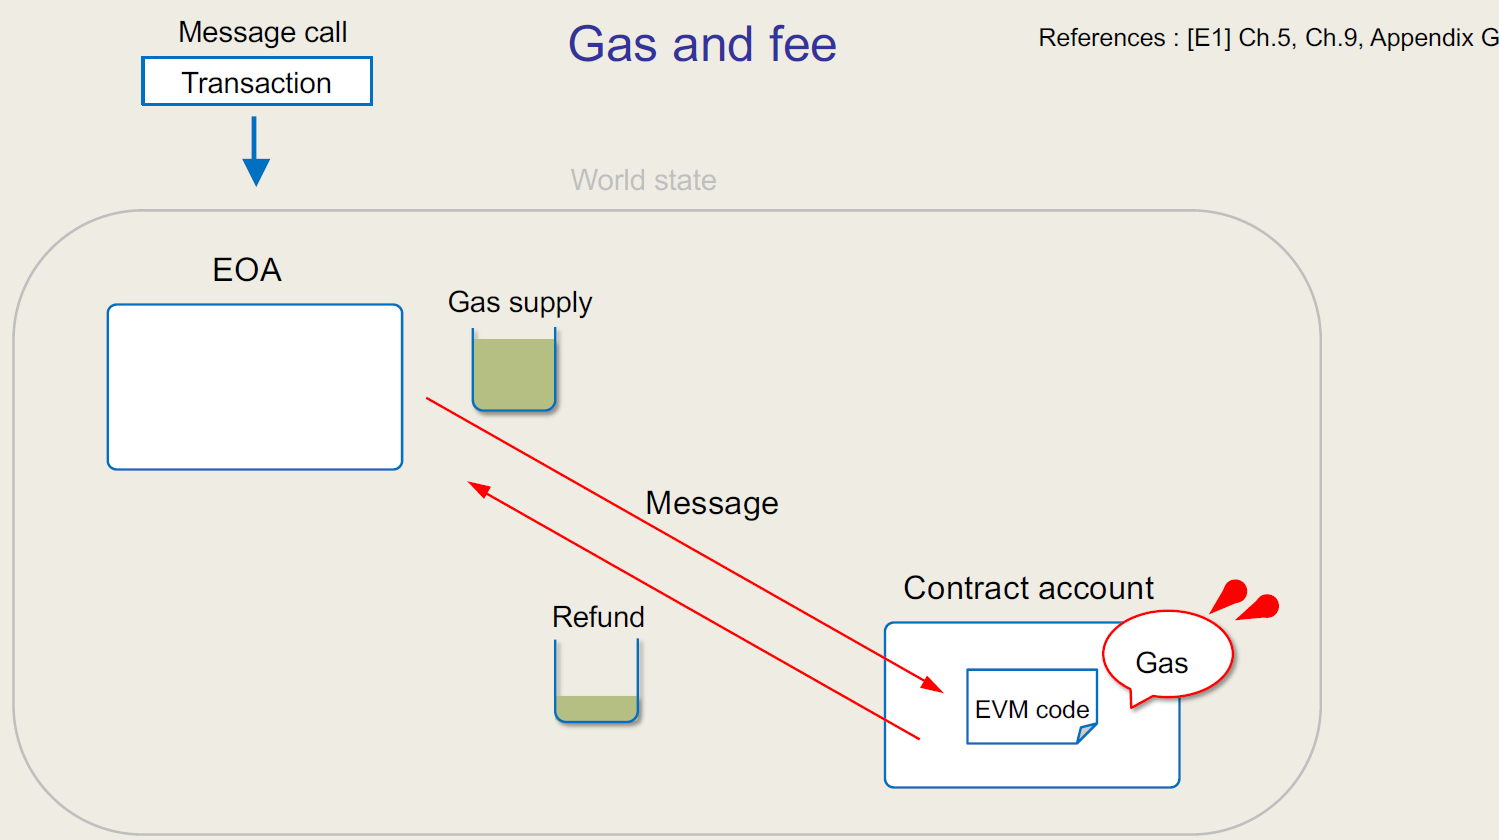 Message call
Transaction
Gas and fee
References : [E1] Ch.5, Ch.9, Appendix G
World state
EOA
Gas supply
Message
Refund
Contract account
Gas
EVM code